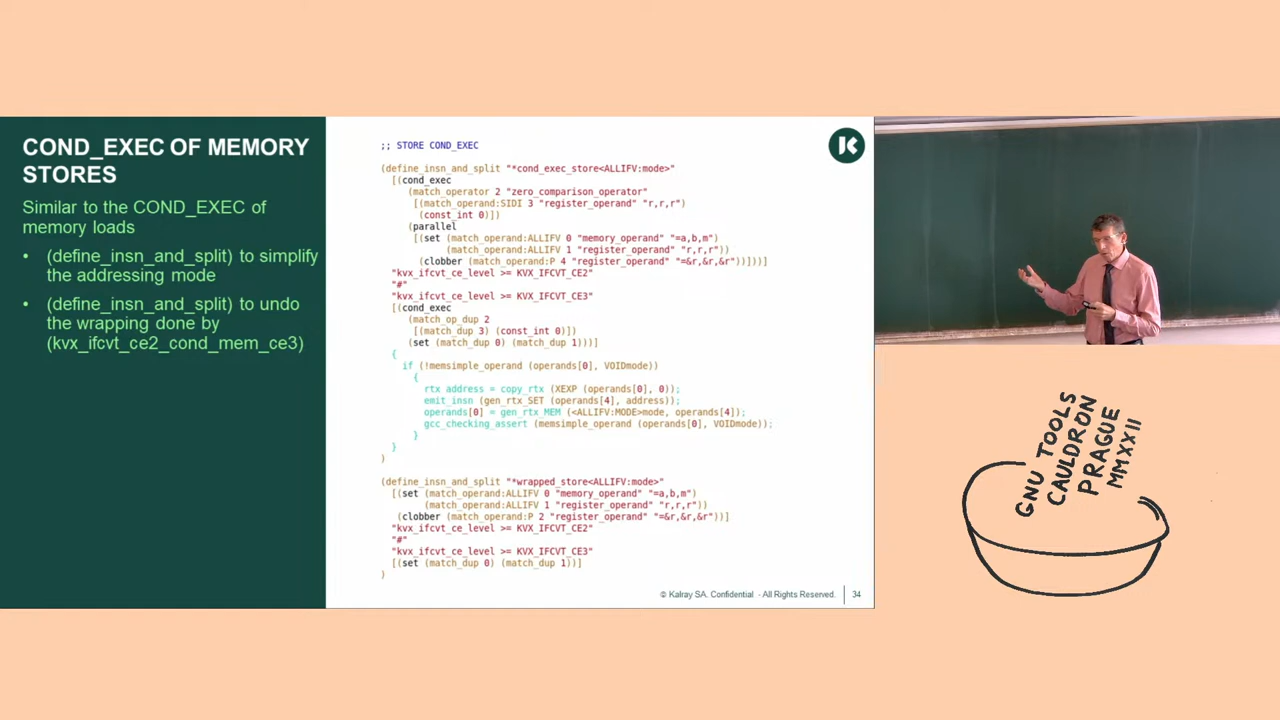 COND_EXEC OF MEMORY
STORES
Similar to the COND_EXEC of
memory loads
• (define_insn_and_split) to simplify
the addressing mode
• (define_insn_and_split) to undo
the wrapping done by
(kvx_ifcvt_ce2_cond_mem_ce3)
;; STORE COND_EXEC
(define_insn_and_split "*cond_exec_store<ALLIFV:mode>"
[(cond_exec
(match_operator 2 "zero_comparison_operator"
[(match_operand:SIDI 3 "register_operand" "r,r,r")
(const_int 0)])
(parallel
[(set (match_operand:ALLIFV 0 "memory_operand" "=a,b,m")
(match_operand:ALLIFV 1 "register_operand" "r,r,r"))
(clobber (match_operand:P 4 "register_operand" "=&r,&r,&r"))]))]
"kvx_ifcvt_ce_level >= KVX_IFCVT_CE2"
"#"
"kvx_ifcvt_ce_level >= KVX_IFCVT_CE3"
[(cond_exec
(match_op_dup 2
[(match_dup 3) (const_int 0)])
(set (match_dup 0) (match_dup 1)))]
{
if (!memsimple_operand (operands[0], VOIDmode))
{
rtx address = copy_rtx (XEXP (operands[0], 0));
emit_insn (gen_rtx_SET (operands[4], address));
operands[0] = gen_rtx_MEM (<ALLIFV:MODE>mode, operands[4]);
gcc_checking_assert (memsimple_operand (operands[0], VOIDmode));
}
}
)
(define_insn_and_split "*wrapped_store<ALLIFV:mode>"
[(set (match_operand:ALLIFV 0 "memory_operand" "=a,b,m")
(match_operand:ALLIFV 1 "register_operand" "r,r,r"))
(clobber (match_operand:P 2 "register_operand" "=&r,&r,&r"))]
"kvx_ifcvt_ce_level >= KVX_IFCVT_CE2"
"#"
"kvx_ifcvt_ce_level >= KVX_IFCVT_CE3"
[(set (match_dup 0) (match_dup 1))]
)
© Kalray SA. Confidential - All Rights Reserved. 34
GNU TOOLS
CAULDRON
PRAGUE
MMXXII